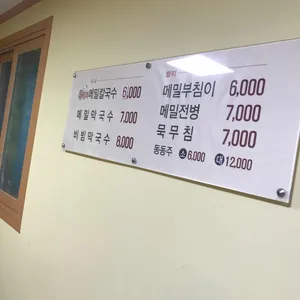 메밀칼국수 6,000
메밀막국수 7,000
비빔막국수 8,000
별미
메밀부침이 6,000
메밀전병 7,000
묵무침 7,000
동동주 소 6,000 대 12,000